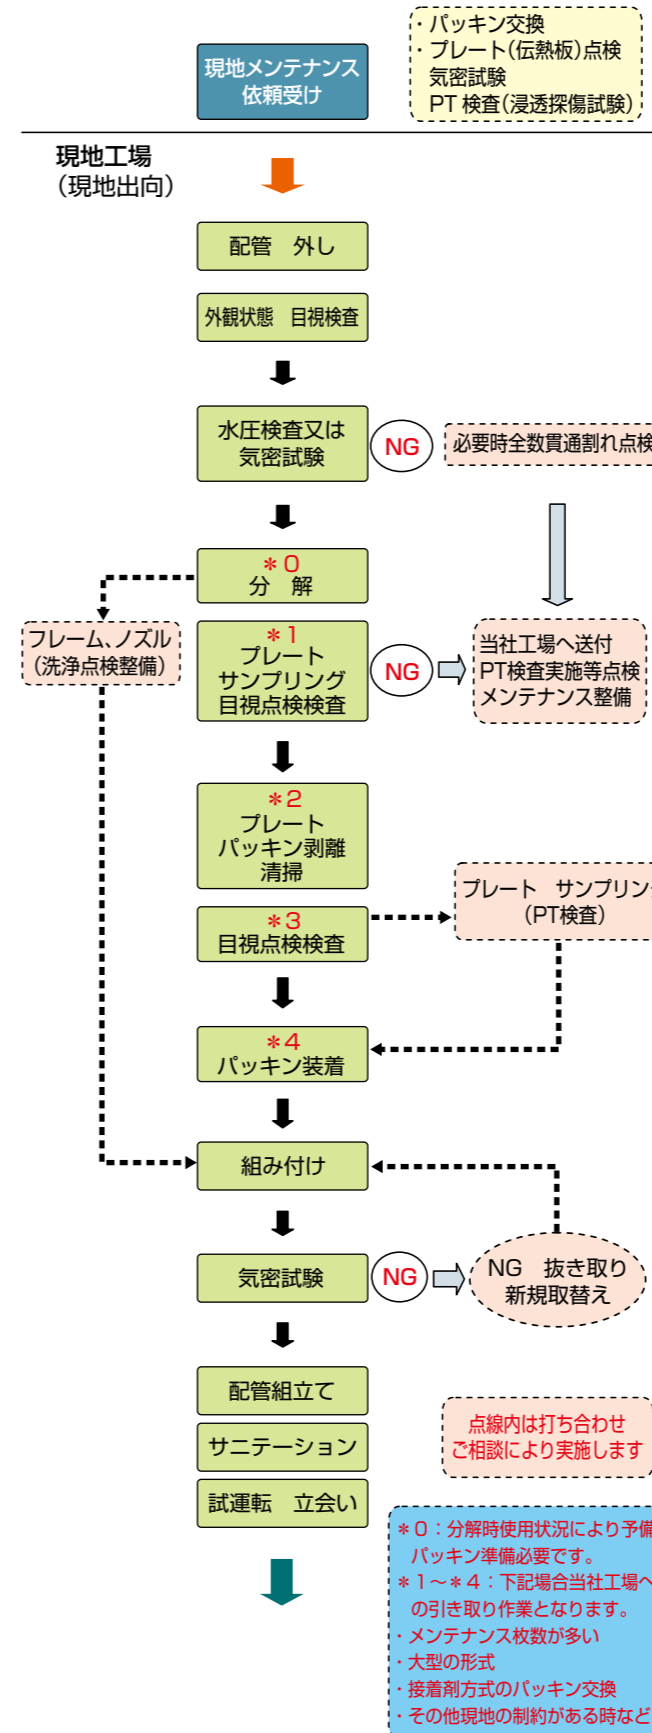 現地メンテナンス
依頼受け
・パッキン交換
・プレート(伝熱板)点検
気密試験
PT 検査(浸透探傷試験)
現地工場
（現地出向）
配管　外し
外観状態　目視検査
水圧検査又は
気密試験
NG
必要時全数貫通割れ点検
＊0
分　解
フレーム、ノズル
(洗浄点検整備)
＊1
プレート
サンプリング
目視点検検査
NG
当社工場へ送付
PT検査実施等点検
メンテナンス整備
＊2
プレート
パッキン剥離
清掃
＊3
目視点検検査
プレート　サンプリング
（PT検査）
＊4
パッキン装着
組み付け
気密試験
NG
NG　抜き取り
新規取替え
配管組立て
サニテーション
試運転　立会い
点線内は打ち合わせ
ご相談により実施します
＊0：分解時使用状況により予備
パッキン準備必要です。
＊1～＊4：下記場合当社工場へ
の引き取り作業となります。
・メンテナンス枚数が多い
・大型の形式
・接着剤方式のパッキン交換
・その他現地の制約がある時など